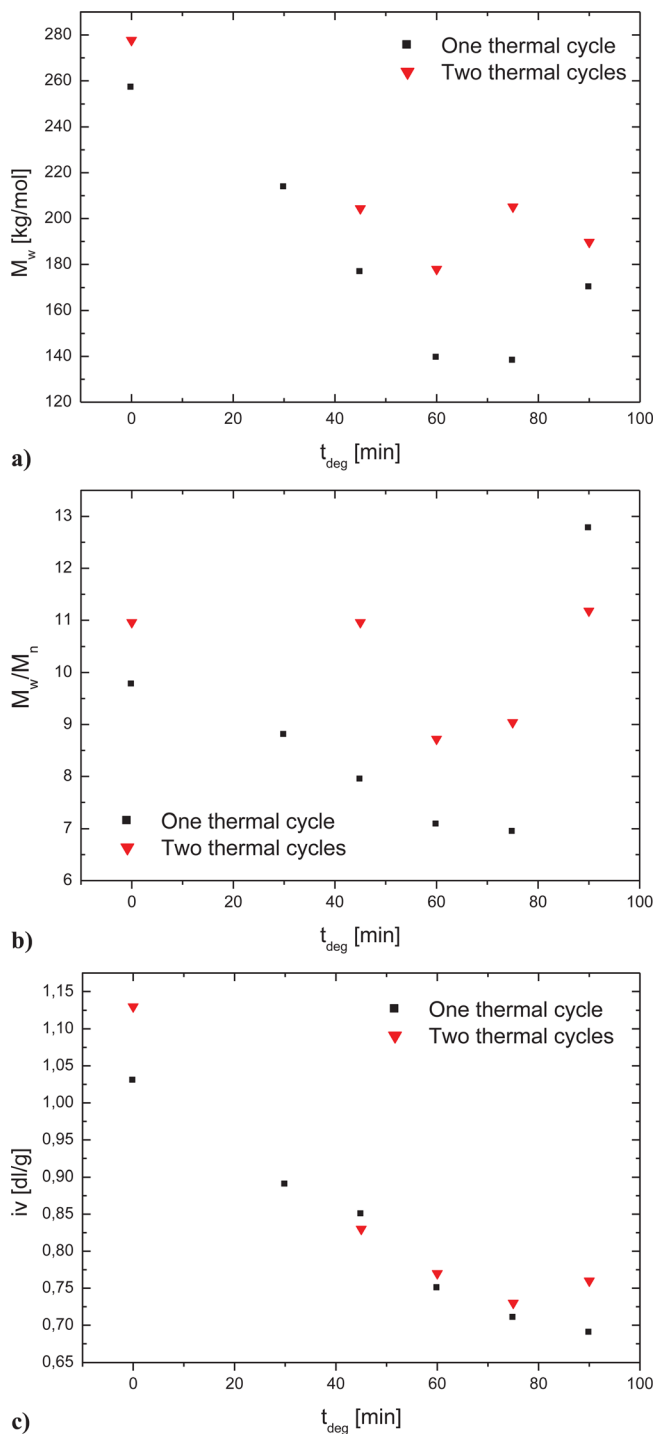 280
One thermal cycle
Two thermal cycles
260
240
220
200
180
160
140
120
M_w [kg/mol]
0 20 40 60 80 100
t_deg [min]
a)
13
12
11
10
9
8
7
6
M_w/M_n
One thermal cycle
Two thermal cycles
0 20 40 60 80 100
t_deg [min]
b)
1,15
One thermal cycle
1,10
Two thermal cycles
1,05
1,00
0,95
0,90
0,85
0,80
0,75
0,70
0,65
iv [dl/g]
0 20 40 60 80 100
t_deg [min]
c)